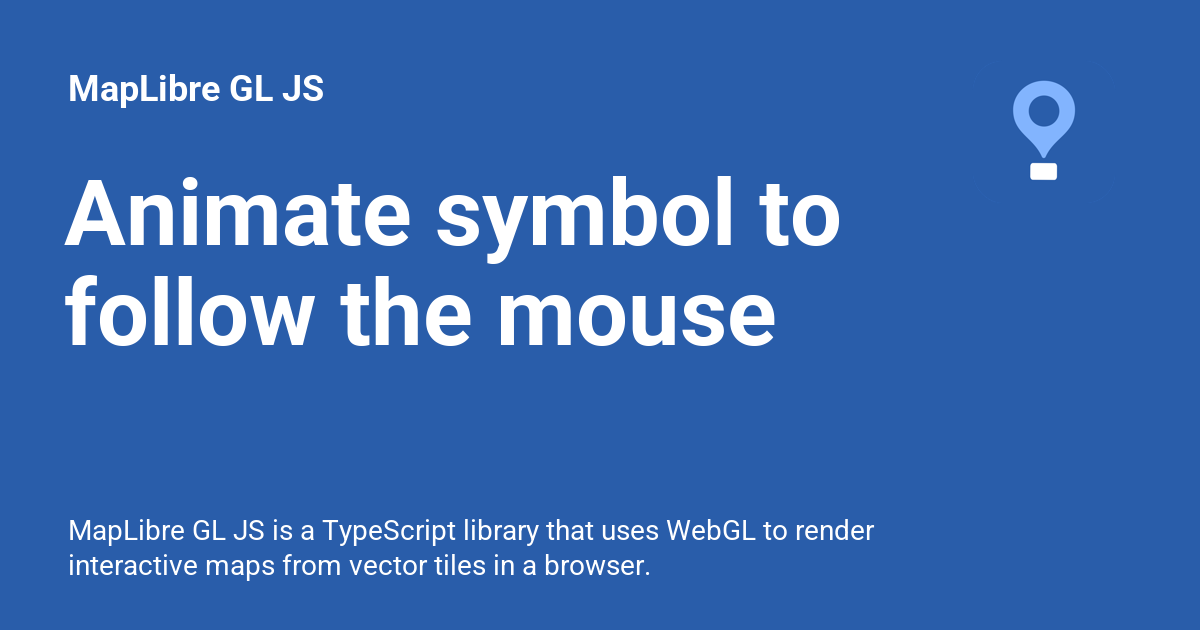 MapLibre GL JS
Animate symbol to
follow the mouse
MapLibre GL JS is a TypeScript library that uses WebGL to render
interactive maps from vector tiles in a browser.